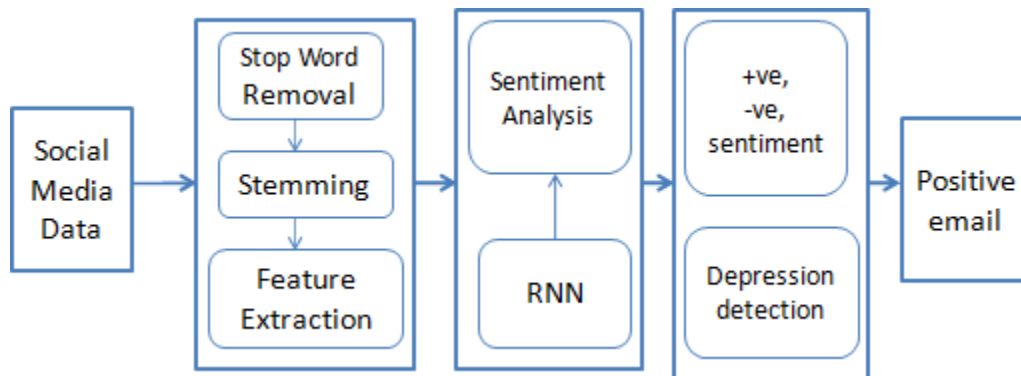 Social
Media
Data
Stop Word
Removal
Stemming
Feature
Extraction
Sentiment
Analysis
RNN
+ve,
-ve,
sentiment
Depression
detection
Positive
email